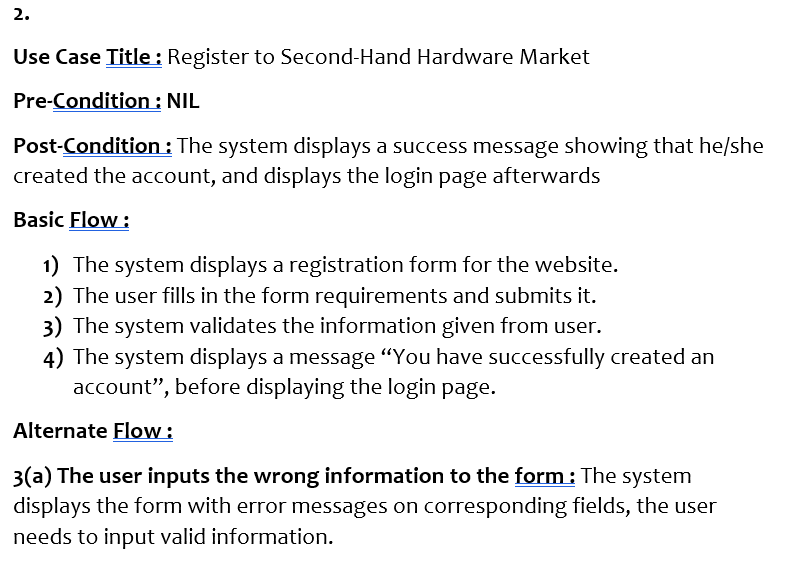 2.
Use Case Title : Register to Second-Hand Hardware Market
Pre-Condition : NIL
Post-Condition : The system displays a success message showing that he/she
created the account, and displays the login page afterwards
Basic Flow :
1) The system displays a registration form for the website.
2) The user fills in the form requirements and submits it.
3) The system validates the information given from user.
4) The system displays a message “You have successfully created an
account”, before displaying the login page.
Alternate Flow :
3(a) The user inputs the wrong information to the form : The system
displays the form with error messages on corresponding fields, the user
needs to input valid information.